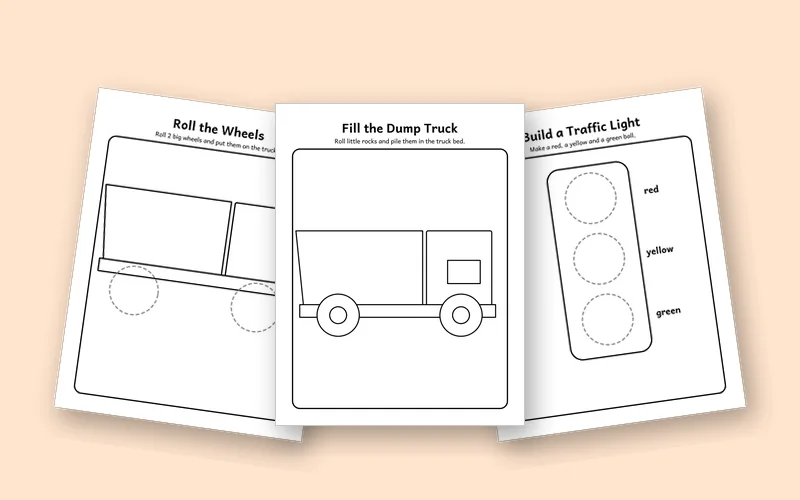 Roll the Wheels
Roll 2 big wheels and put them on the truck
Fill the Dump Truck
Roll little rocks and pile them in the truck bed.
Build a Traffic Light
Make a red, a yellow and a green ball.
red
yellow
green